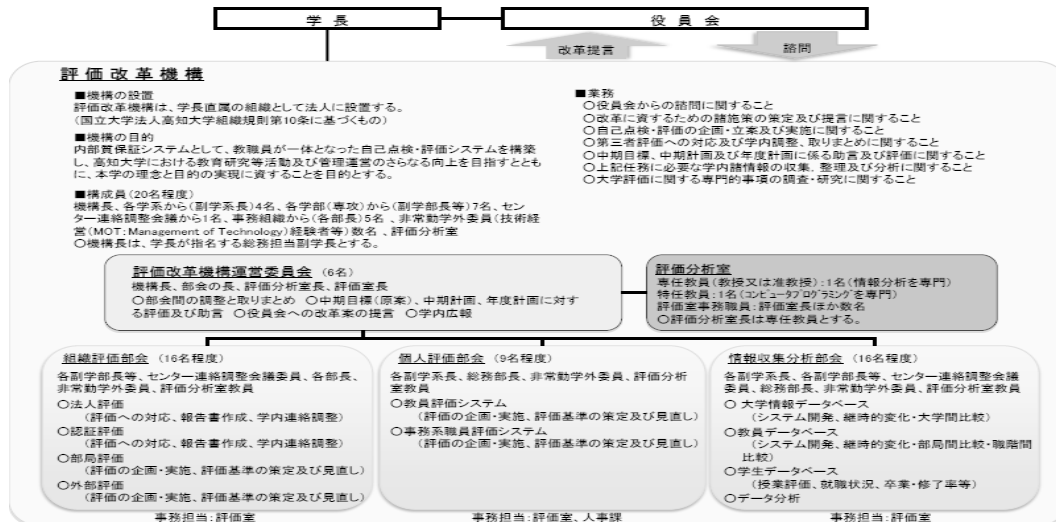 学長
役員会
改革提言
諮問
評価改革機構
■機構の設置
評価改革機構は、学長直属の組織として法人に設置する。
(国立大学法人高知大学組織規則第10条に基づくもの)
■機構の目的
内部質保証システムとして、教職員が一体となった自己点検・評価システムを構築
し、高知大学における教育研究等活動及び管理運営のさらなる向上を目指すととも
に、本学の理念と目的の実現に資することを目的とする。
■構成員(20名程度)
機構長、各学系から(副学系長)4名、各学部(専攻)から(副学部長等)7名、セン
ター連絡調整会議から1名、事務組織から(各部長)5名 、非常勤学外委員(技術経
営(MOT:Management of Technology)経験者等)数名 、評価分析室
○機構長は、学長が指名する総務担当副学長とする。
■業務
○役員会からの諮問に関すること
○改革に資するための諸施策の策定及び提言に関すること
○自己点検・評価の企画・立案及び実施に関すること
○第三者評価への対応及び学内調整、取りまとめに関すること
○中期目標、中期計画及び年度計画に係る助言及び評価に関すること
○上記任務に必要な学内諸情報の収集、整理及び分析に関すること
○大学評価に関する専門的事項の調査・研究に関すること
評価改革機構運営委員会 (6名)
機構長、部会の長、評価分析室長、評価室長
○部会間の調整と取りまとめ ○中期目標(原案)、中期計画、年度計画に対す
る評価及び助言 ○役員会への改革案の提言 ○学内広報
評価分析室
専任教員(教授又は准教授):1名(情報分析を専門)
特任教員:1名(コンピュータプログラミングを専門)
評価室事務職員:評価室長ほか数名
○評価分析室長は専任教員とする。
組織評価部会 (16名程度)
各副学部長等、センター連絡調整会議委員、各部長、
非常勤学外委員、評価分析室教員
○法人評価
(評価への対応、報告書作成、学内連絡調整)
○認証評価
(評価への対応、報告書作成、学内連絡調整)
○部局評価
(評価の企画・実施、評価基準の策定及び見直し)
○外部評価
(評価の企画・実施、評価基準の策定及び見直し)
事務担当:評価室
個人評価部会 (9名程度)
各副学系長、総務部長、非常勤学外委員、評価分析
室教員
○教員評価システム
(評価の企画・実施、評価基準の策定及び見直し)
○事務系職員評価システム
(評価の企画・実施、評価基準の策定及び見直し)
事務担当:評価室、人事課
情報収集分析部会 (16名程度)
各副学系長、各副学部長等、センター連絡調整会議
委員、総務部長、非常勤学外委員、評価分析室教員
○ 大学情報データベース
(システム開発、継時的変化・大学間比較)
○教員データベース
(システム開発、継時的変化・部局間比較・職階間
比較)
○学生データベース
(授業評価、就職状況、卒業・修了率等)
○データ分析
事務担当:評価室